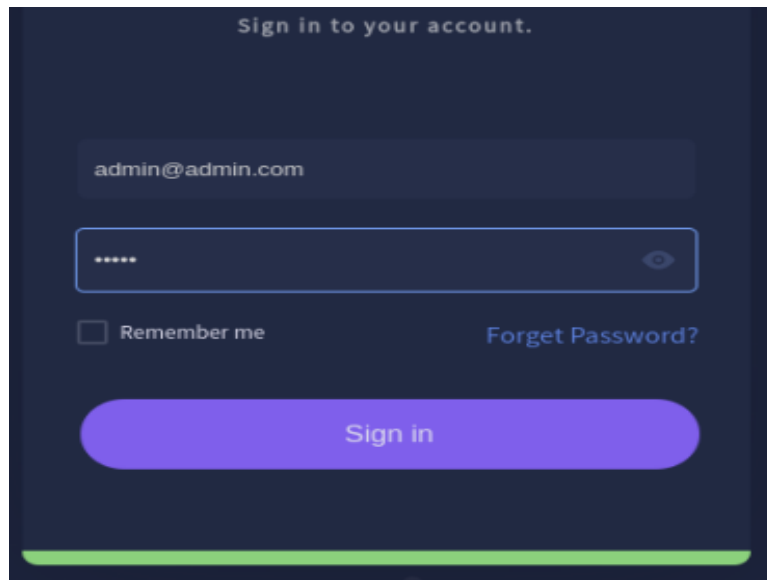 Sign in to your account.
admin@admin.com
•••••
Remember me
Forget Password?
Sign in